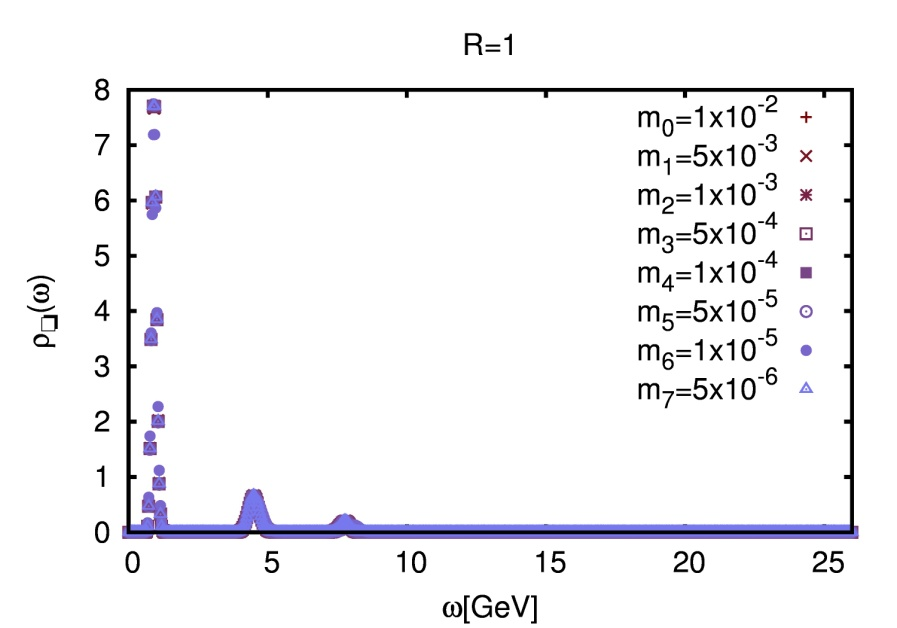 R=1
8
7
6
5
4
3
2
1
0
ρ❏(ω)
m₀=1x10⁻²
m₁=5x10⁻³
m₂=1x10⁻³
m₃=5x10⁻⁴
m₄=1x10⁻⁴
m₅=5x10⁻⁵
m₆=1x10⁻⁵
m₇=5x10⁻⁶
0 5 10 15 20 25
ω[GeV]